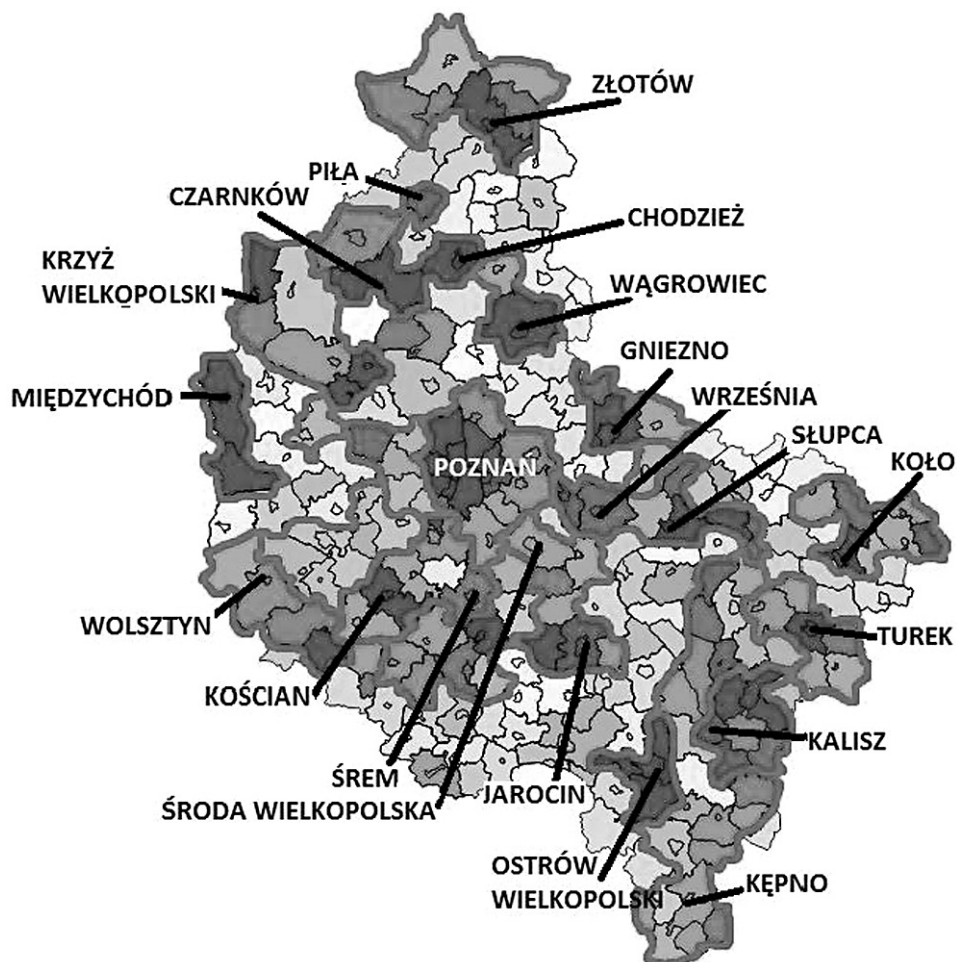 ZŁOTÓW
PIŁA
CZARNKÓW
CHODZIEŻ
KRZYŻ
WIELKOPOLSKI
WĄGROWIEC
GNIEZNO
MIĘDZYCHÓD
WRZEŚNIA
SŁUPCA
KOŁO
POZNAŃ
WOLSZTYN
TUREK
KOŚCIAN
KALISZ
ŚREM
JAROCIN
ŚRODA WIELKOPOLSKA
OSTRÓW
WIELKOPOLSKI
KĘPNO